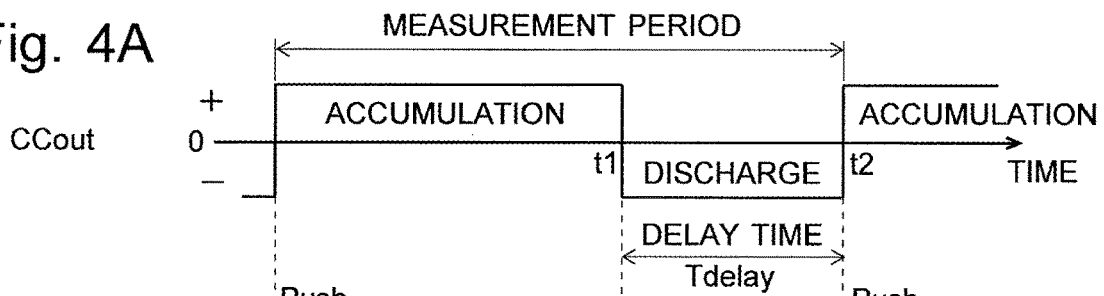 Fig. 4A
MEASUREMENT PERIOD
+
ACCUMULATION
ACCUMULATION
CCout
0
t1
t2
TIME
−
DISCHARGE
DELAY TIME
Tdelay
Push
Push